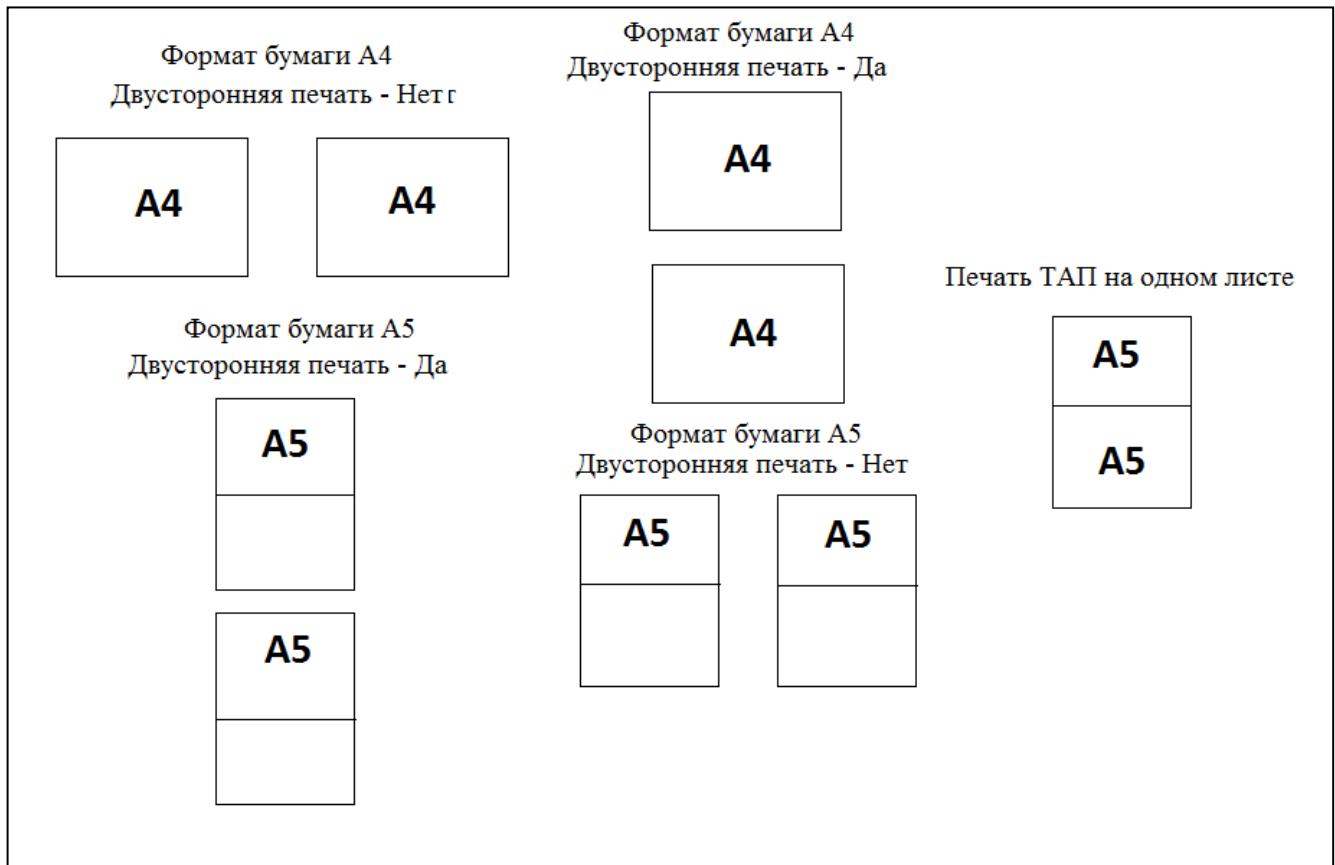 Формат бумаги А4
Двусторонняя печать - Нет г
А4
А4
Формат бумаги А4
Двусторонняя печать - Да
А4
А4
Печать ТАП на одном листе
А5
А5
Формат бумаги А5
Двусторонняя печать - Да
А5
А5
Формат бумаги А5
Двусторонняя печать - Нет
А5
А5